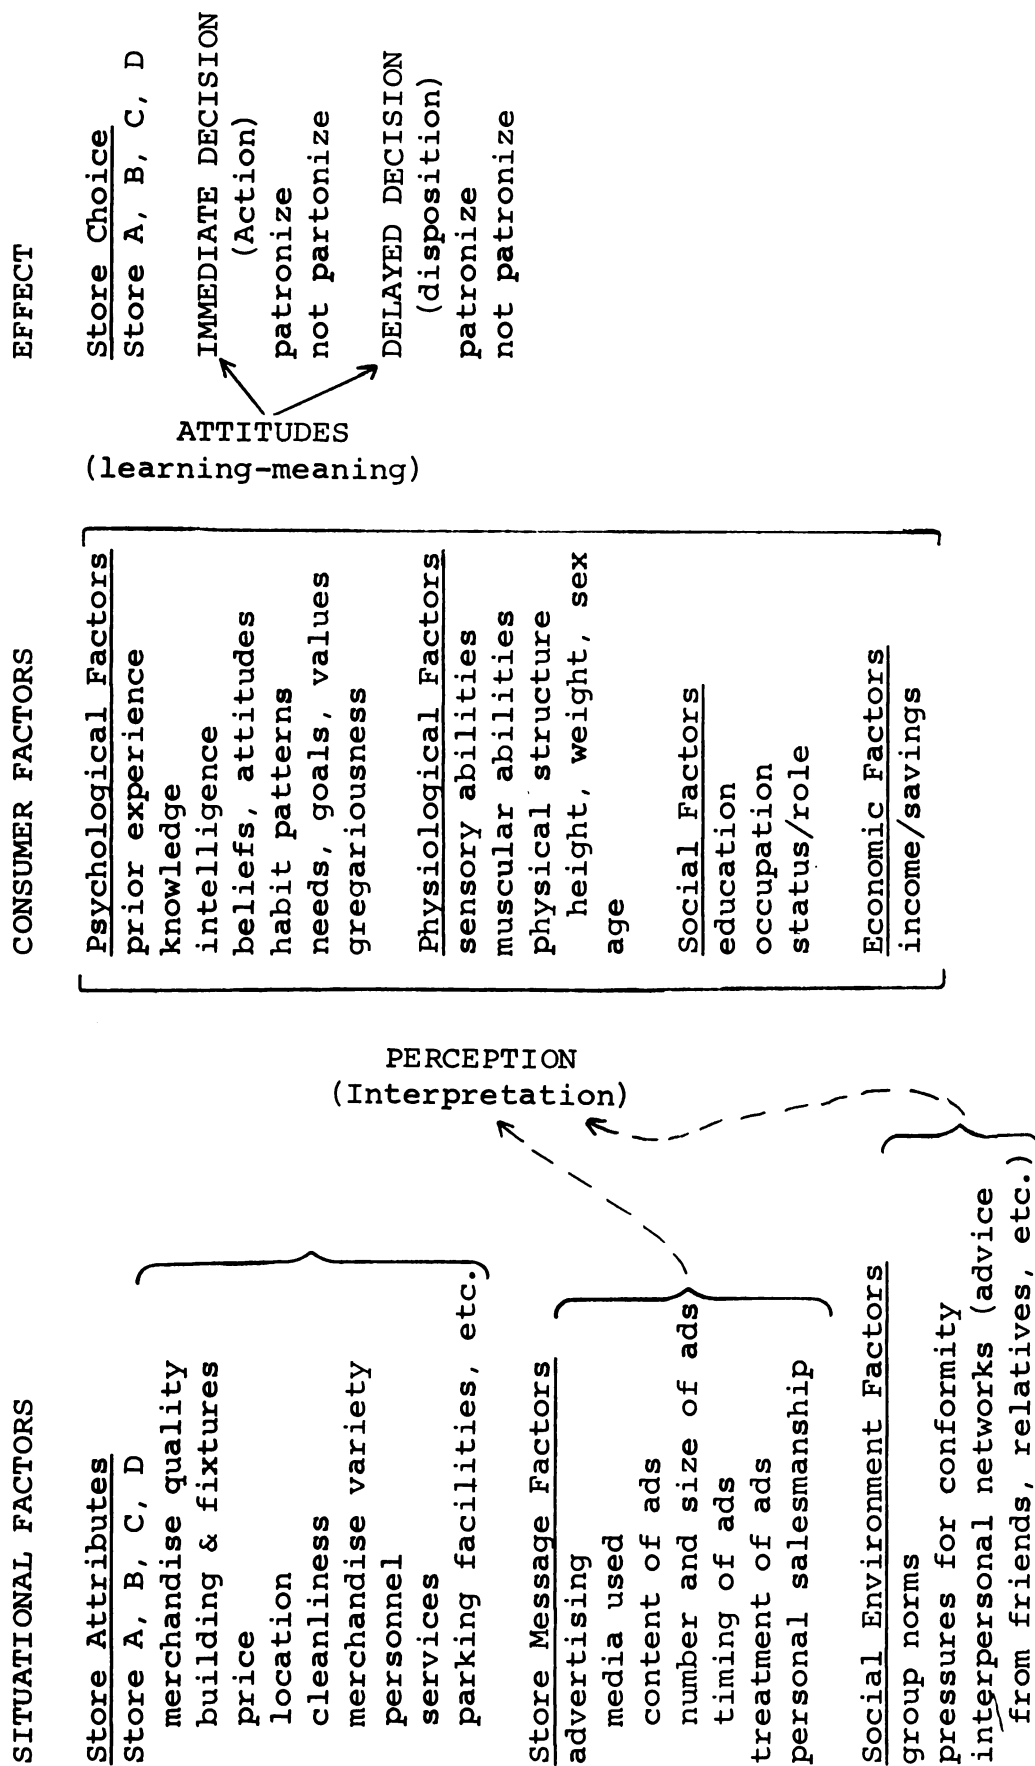 SITUATIONAL FACTORS
Store Attributes
Store A, B, C, D
merchandise quality
building & fixtures
price
location
cleanliness
merchandise variety
personnel
services
parking facilities, etc.
Store Message Factors
advertising
media used
content of ads
number and size of ads
timing of ads
treatment of ads
personal salesmanship
Social Environment Factors
group norms
pressures for conformity
interpersonal networks (advice
from friends, relatives, etc.)
PERCEPTION
(Interpretation)
CONSUMER FACTORS
Psychological Factors
prior experience
knowledge
intelligence
beliefs, attitudes
habit patterns
needs, goals, values
gregariousness
Physiological Factors
sensory abilities
muscular abilities
physical structure
height, weight, sex
age
Social Factors
education
occupation
status/role
Economic Factors
income/savings
ATTITUDES
(learning-meaning)
EFFECT
Store Choice
Store A, B, C, D
IMMEDIATE DECISION
(Action)
patronize
not partonize
DELAYED DECISION
(disposition)
patronize
not patronize